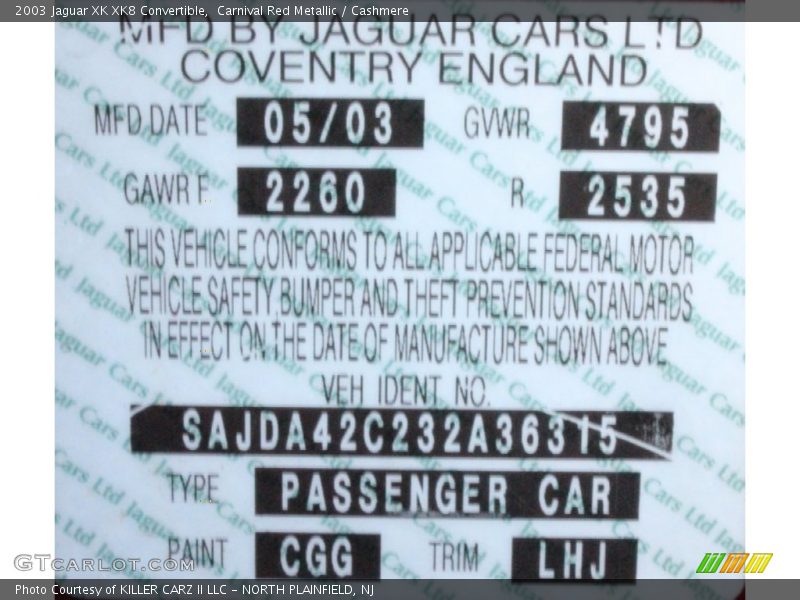 2003 Jaguar XK XK8 Convertible,  Carnival Red Metallic / Cashmere
MFD BY JAGUAR CARS LTD
COVENTRY ENGLAND
MFD DATE 05/03 GVWR 4795
GAWR F 2260 R 2535
THIS VEHICLE CONFORMS TO ALL APPLICABLE FEDERAL MOTOR
VEHICLE SAFETY, BUMPER AND THEFT PREVENTION STANDARDS
IN EFFECT ON THE DATE OF MANUFACTURE SHOWN ABOVE
VEH IDENT NO.
SAJDA42C232A36315
TYPE PASSENGER CAR
PAINT CGG TRIM LHJ
GTCarLot.com
Photo Courtesy of KILLER CARZ II LLC - NORTH PLAINFIELD, NJ